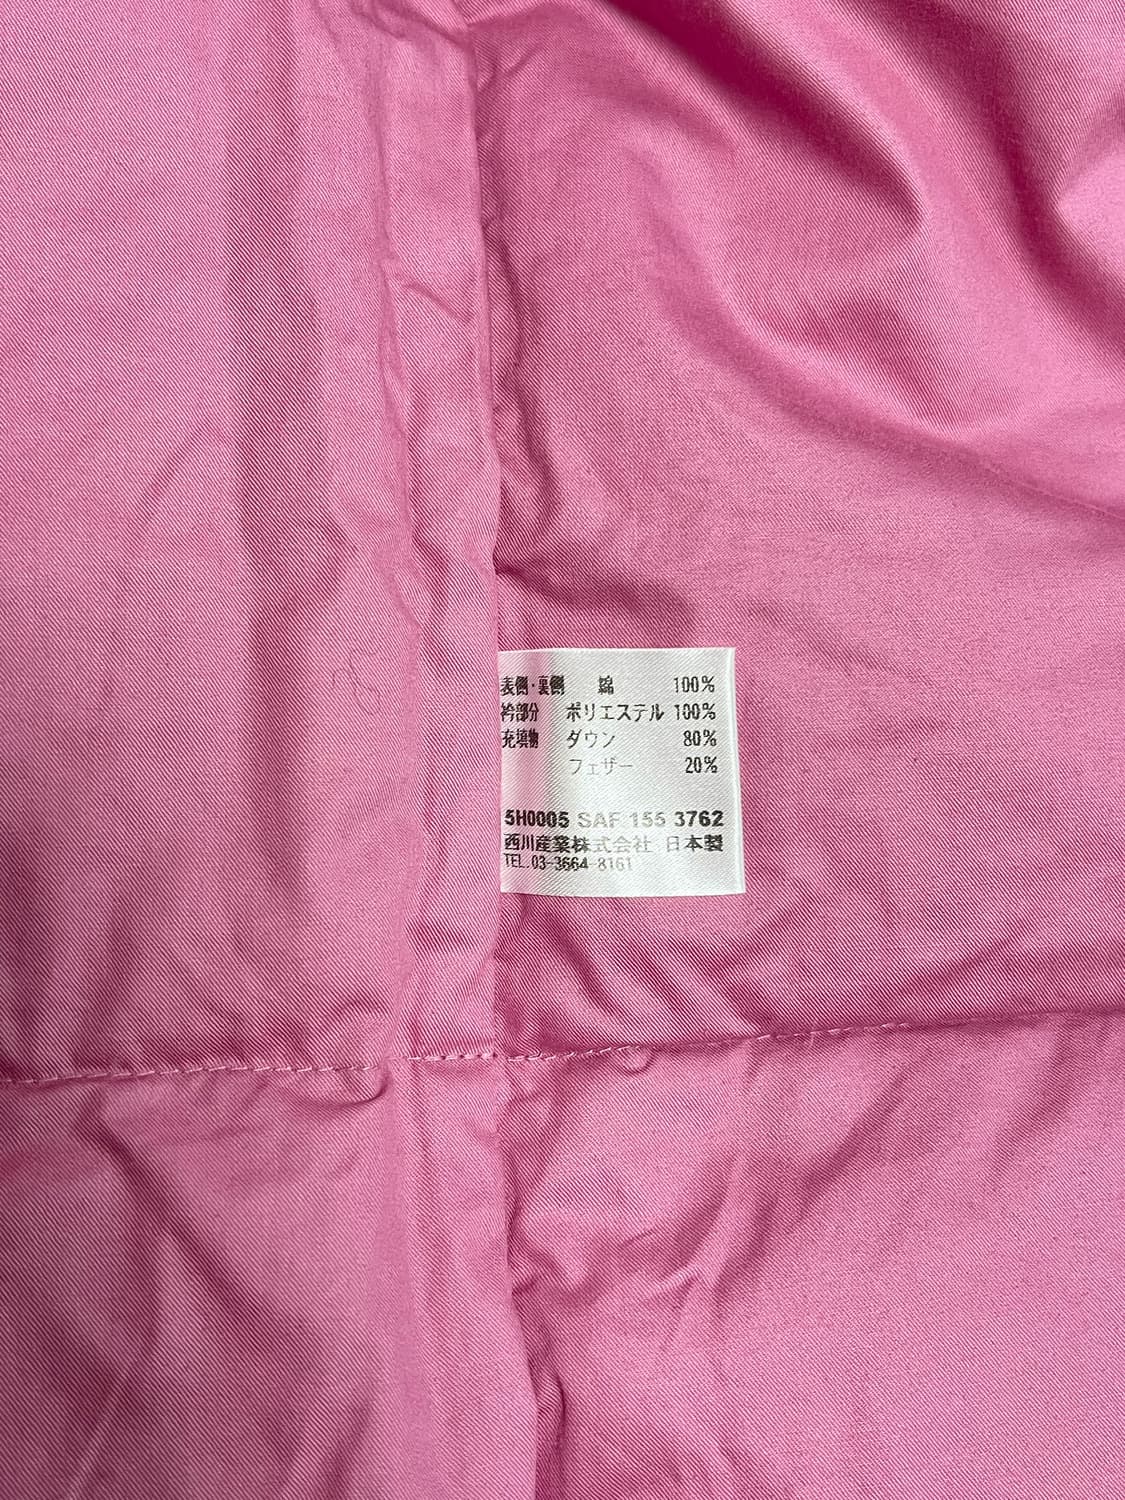 表側・裏側 綿 100%
衿部分 ポリエステル 100%
充填物 ダウン 80%
フェザー 20%
5H0005 SAF 155 3762
西川産業株式会社 日本製
TEL.03-3664-8161